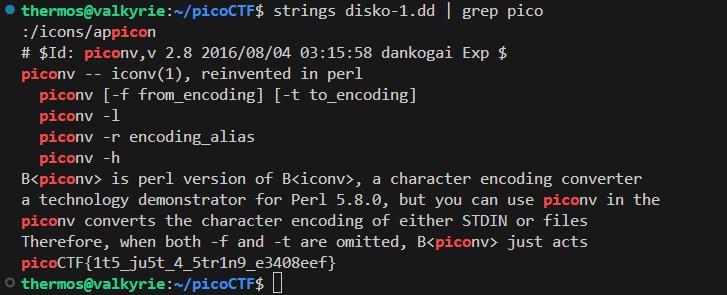 thermos@valkyrie:~/picoCTF$ strings disko-1.dd | grep pico
:/icons/appicon
# $Id: piconv,v 2.8 2016/08/04 03:15:58 dankogai Exp $
piconv -- iconv(1), reinvented in perl
  piconv [-f from_encoding] [-t to_encoding]
  piconv -l
  piconv -r encoding_alias
  piconv -h
B<piconv> is perl version of B<iconv>, a character encoding converter
a technology demonstrator for Perl 5.8.0, but you can use piconv in the
piconv converts the character encoding of either STDIN or files
Therefore, when both -f and -t are omitted, B<piconv> just acts
picoCTF{1t5_ju5t_4_5tr1n9_e3408eef}
thermos@valkyrie:~/picoCTF$